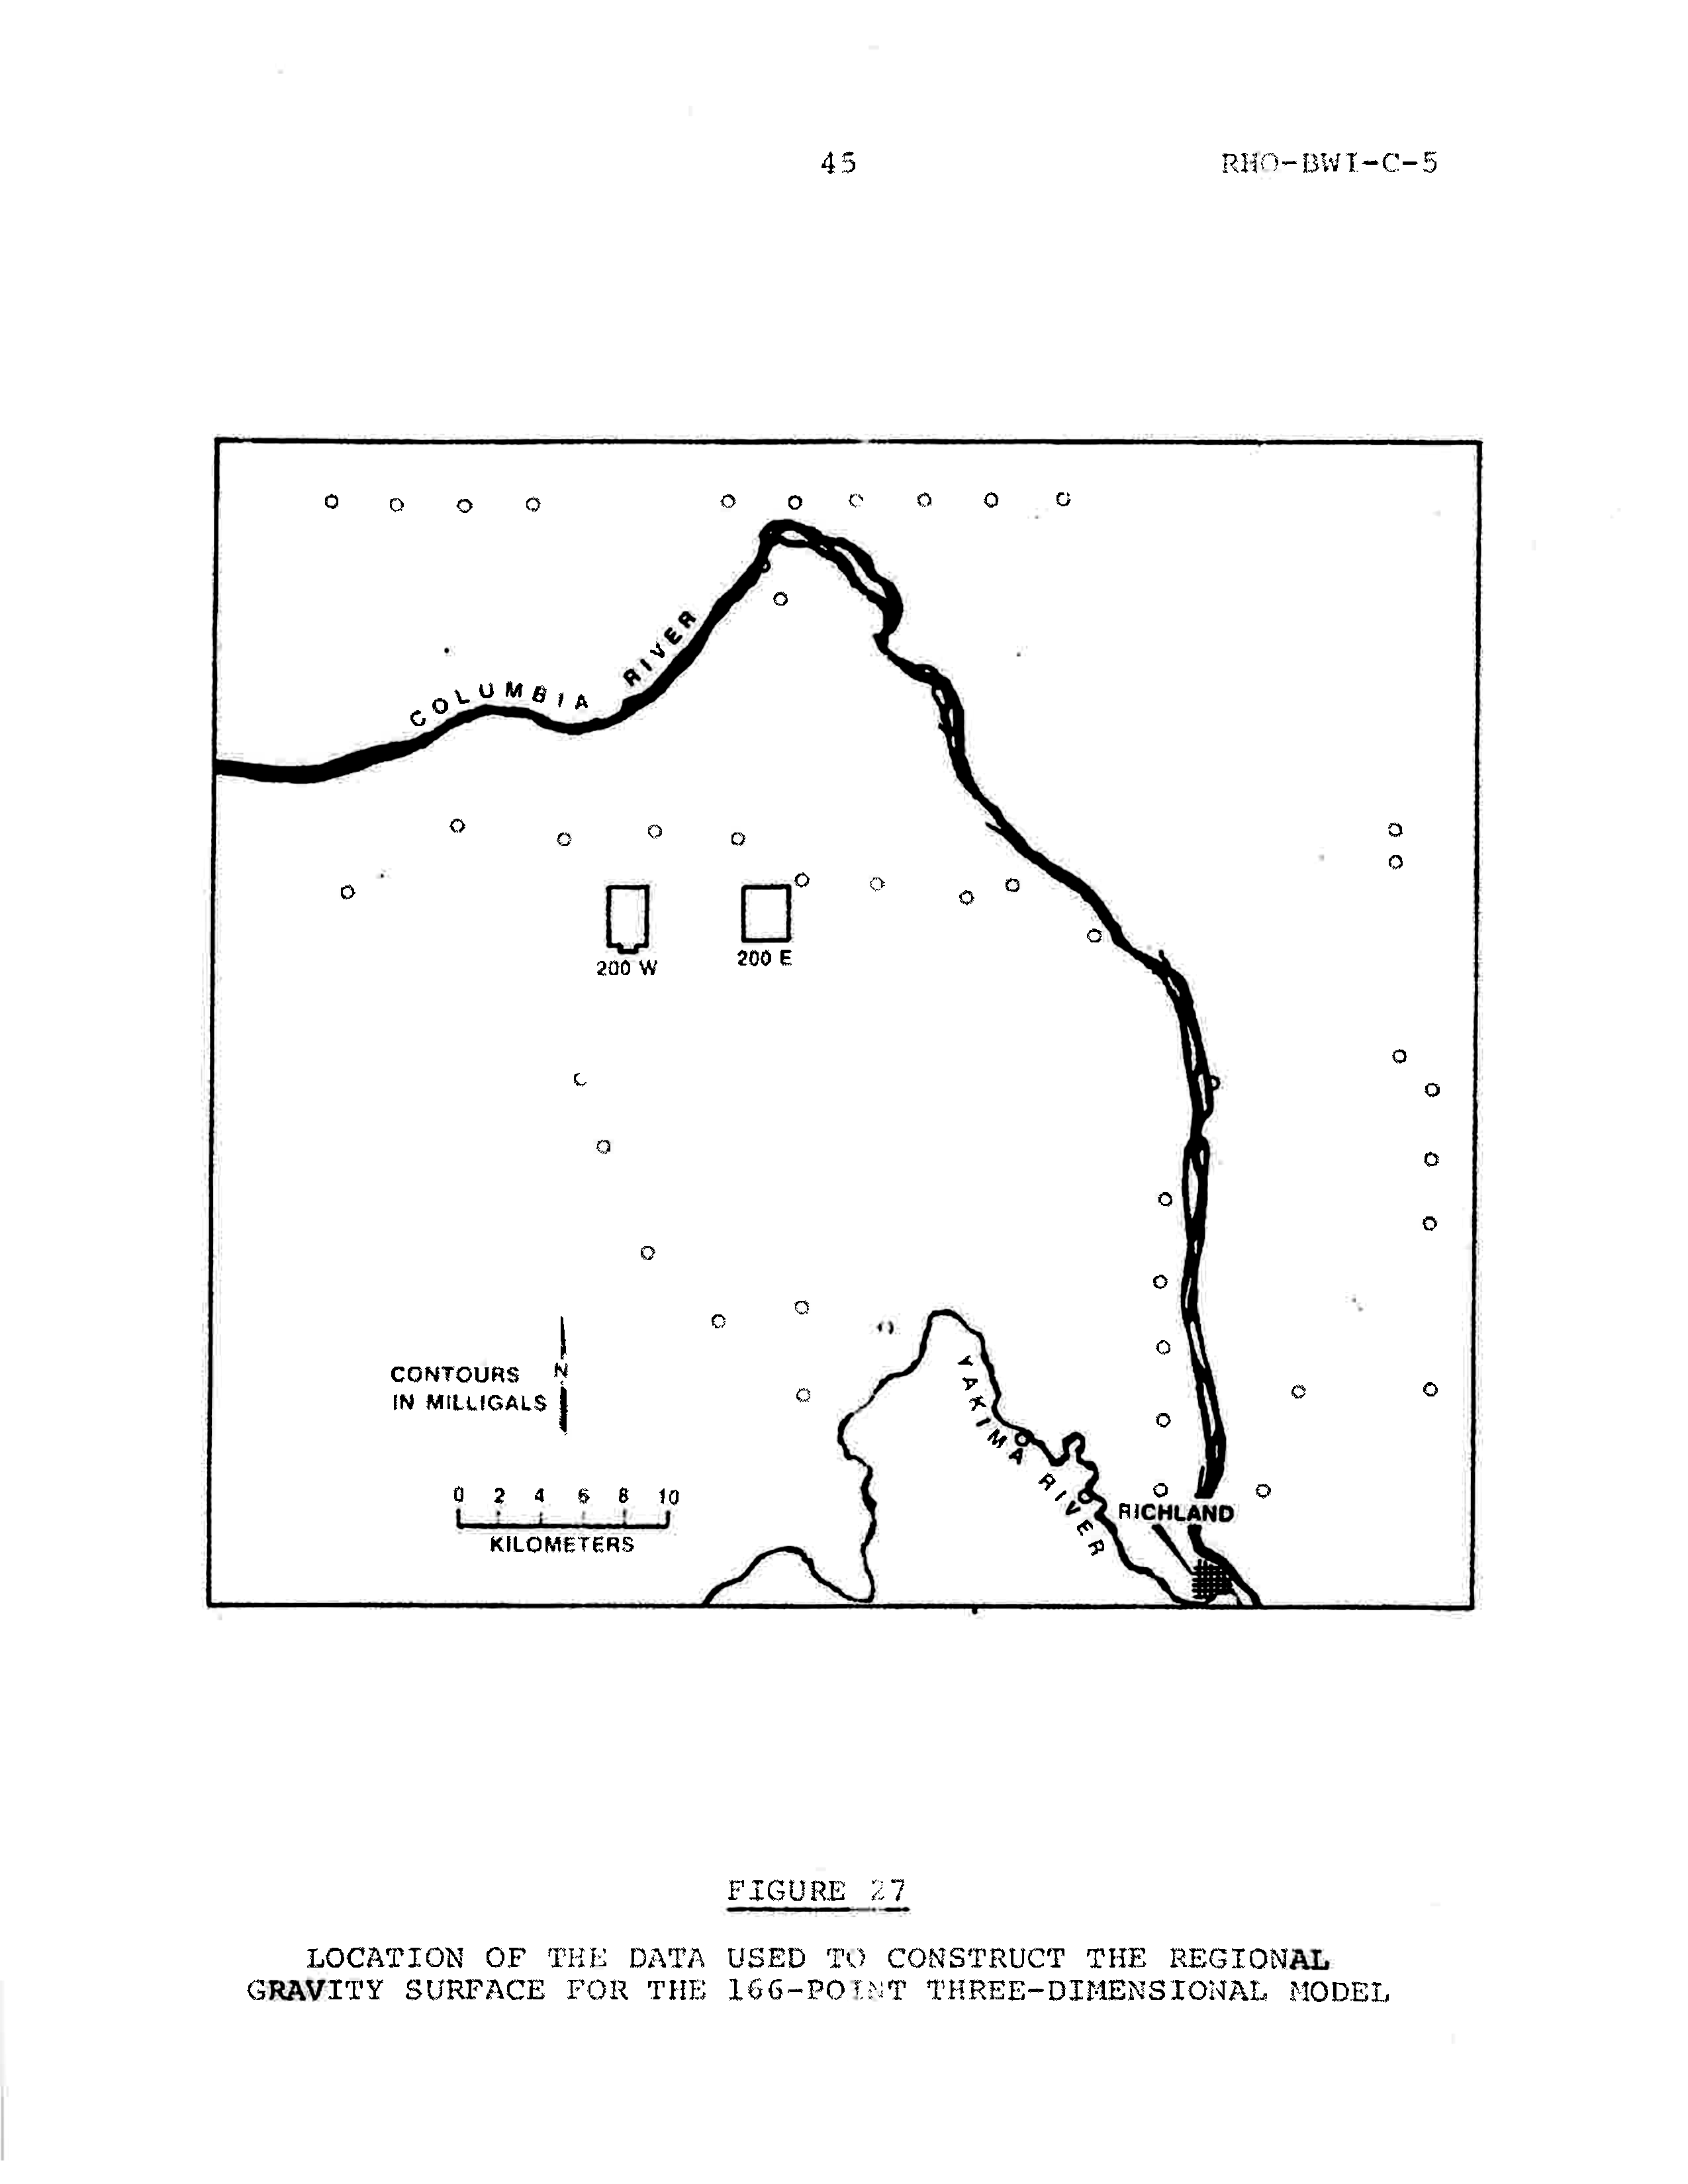 45 RHO-BWI-C-5
COLUMBIA RIVER
200 W
200 E
CONTOURS
IN MILLIGALS
N
YAKIMA RIVER
0 2 4 6 8 10
KILOMETERS
RICHLAND
FIGURE 27
LOCATION OF THE DATA USED TO CONSTRUCT THE REGIONAL
GRAVITY SURFACE FOR THE 166-POINT THREE-DIMENSIONAL MODEL